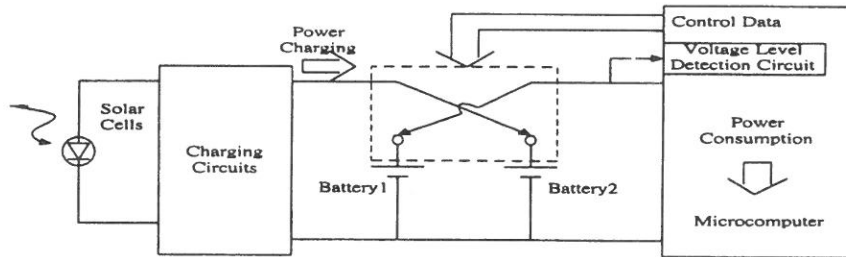 Power
Charging
Control Data
Voltage Level
Detection Circuit
Solar
Cells
Charging
Circuits
Power
Consumption
Battery1
Battery2
Microcomputer